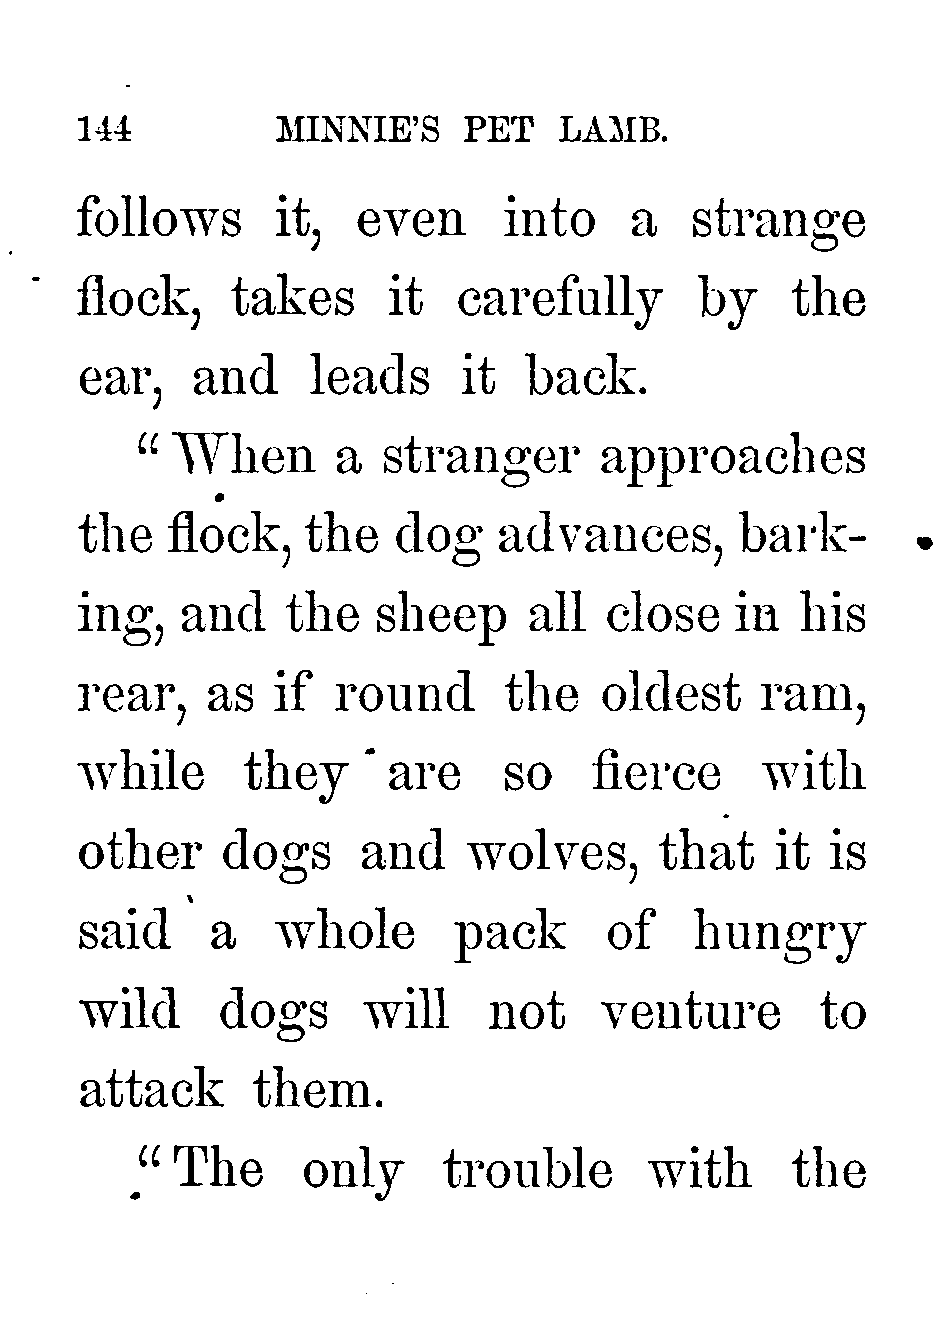 144 MINNIE'S PET LAMB.
follows it, even into a strange
flock, takes it carefully by the
ear, and leads it back.
"When a stranger approaches
the flock, the dog advances, bark-
ing, and the sheep all close in his
rear, as if round the oldest ram,
while they are so fierce with
other dogs and wolves, that it is
said a whole pack of hungry
wild dogs will not venture to
attack them.
"The only trouble with the